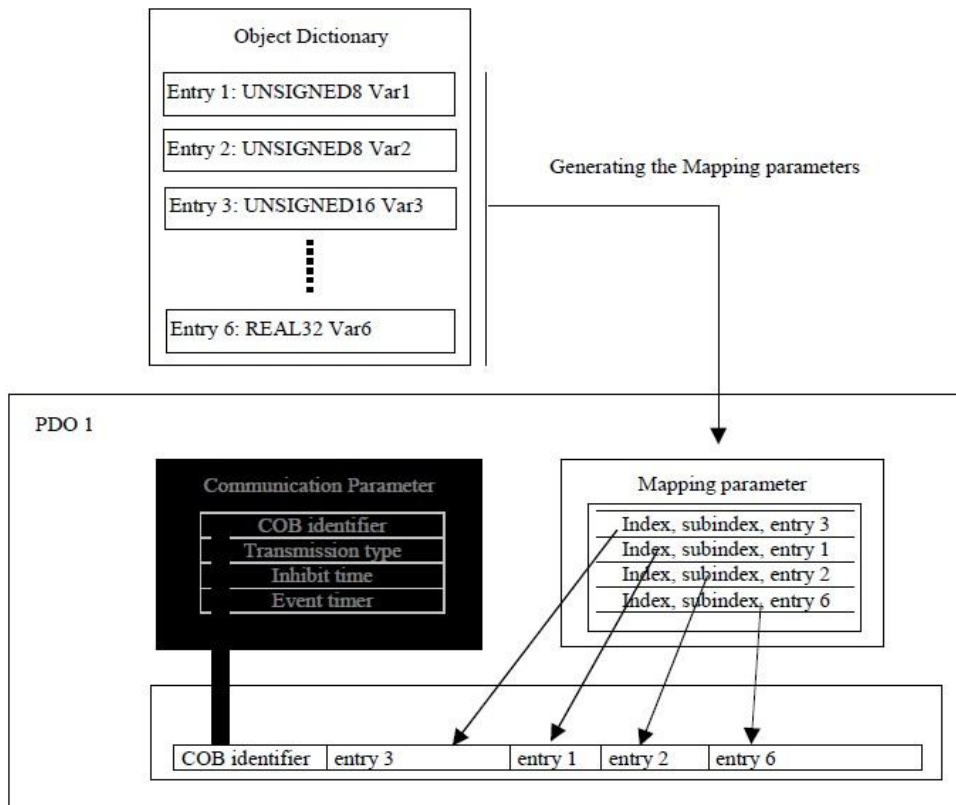 Object Dictionary
Entry 1: UNSIGNED8 Var1
Entry 2: UNSIGNED8 Var2
Entry 3: UNSIGNED16 Var3
Entry 6: REAL32 Var6
Generating the Mapping parameters
PDO 1
Communication Parameter
COB identifier
Transmission type
Inhibit time
Event timer
Mapping parameter
Index, subindex, entry 3
Index, subindex, entry 1
Index, subindex, entry 2
Index, subindex, entry 6
COB identifier entry 3 entry 1 entry 2 entry 6